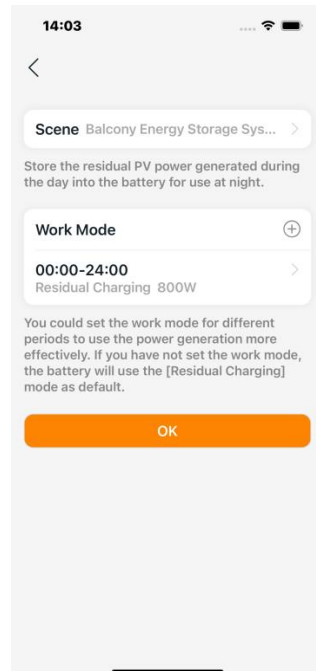 14:03
Scene Balcony Energy Storage Sys...
Store the residual PV power generated during
the day into the battery for use at night.
Work Mode
00:00-24:00
Residual Charging 800W
You could set the work mode for different
periods to use the power generation more
effectively. If you have not set the work mode,
the battery will use the [Residual Charging]
mode as default.
OK